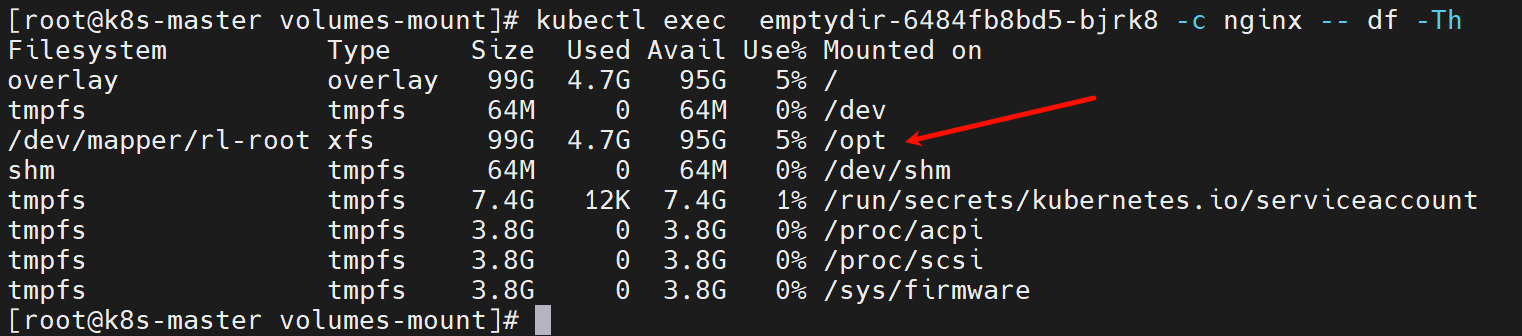 [root@k8s-master volumes-mount]# kubectl exec  emptydir-6484fb8bd5-bjrk8 -c nginx -- df -Th
Filesystem          Type     Size  Used Avail Use% Mounted on
overlay             overlay   99G  4.7G   95G   5% /
tmpfs               tmpfs     64M     0   64M   0% /dev
/dev/mapper/rl-root xfs       99G  4.7G   95G   5% /opt
shm                 tmpfs     64M     0   64M   0% /dev/shm
tmpfs               tmpfs    7.4G   12K  7.4G   1% /run/secrets/kubernetes.io/serviceaccount
tmpfs               tmpfs    3.8G     0  3.8G   0% /proc/acpi
tmpfs               tmpfs    3.8G     0  3.8G   0% /proc/scsi
tmpfs               tmpfs    3.8G     0  3.8G   0% /sys/firmware
[root@k8s-master volumes-mount]#